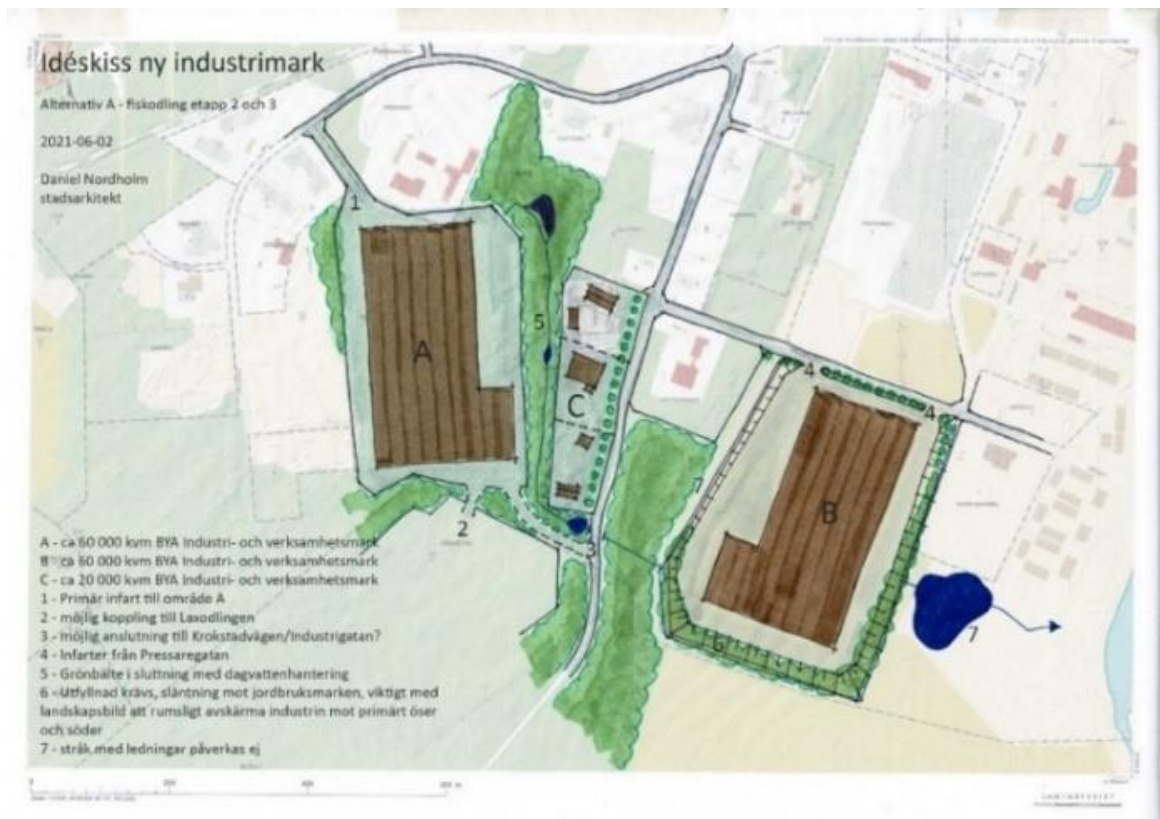 Idéskiss ny industrimark
Alternativ A - fiskodling etapp 2 och 3
2021-06-02
Daniel Nordholm
stadsarkitekt
1
A
5
C
4
4
B
2
3
7
6
A - ca 60 000 kvm BYA Industri- och verksamhetsmark
B - ca 60 000 kvm BYA Industri- och verksamhetsmark
C - ca 20 000 kvm BYA Industri- och verksamhetsmark
1 - Primär infart till område A
2 - möjlig koppling till Laxodlingen
3 - möjlig anslutning till Krokstadvägen/Industrigatan?
4 - Infarter från Pressaregatan
5 - Grönbälte i sluttning med dagvattenhantering
6 - Utfyllnad krävs, släntning mot jordbruksmarken, viktigt med
landskapsbild att rumsligt avskärma industrin mot primärt öser
och söder
7 - stråk med ledningar påverkas ej
0
200
400
LANTMÄTERIET